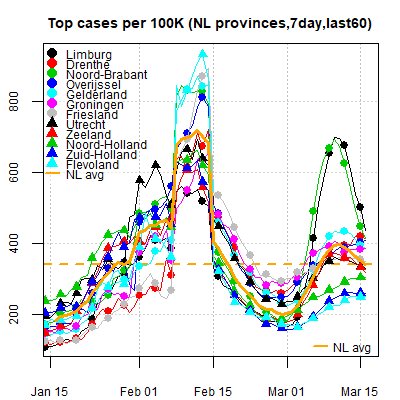 Top cases per 100K (NL provinces,7day,last60)
Limburg
Drenthe
Noord-Brabant
Overijssel
Gelderland
Groningen
Friesland
Utrecht
Zeeland
Noord-Holland
Zuid-Holland
Flevoland
NL avg
800
600
400
200
NL avg
Jan 15
Feb 01
Feb 15
Mar 01
Mar 15